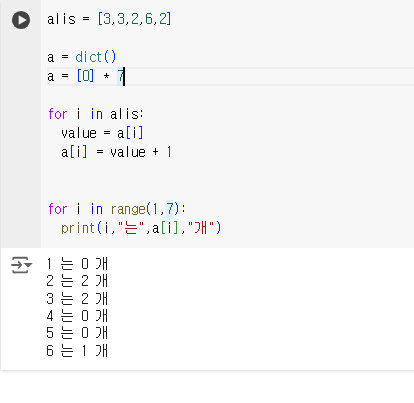 alis = [3,3,2,6,2]
a = dict()
a = [0] * 7
for i in alis:
value = a[i]
a[i] = value + 1
for i in range(1,7):
print(i,"는",a[i],"개")
1 는 0 개
2 는 2 개
3 는 2 개
4 는 0 개
5 는 0 개
6 는 1 개